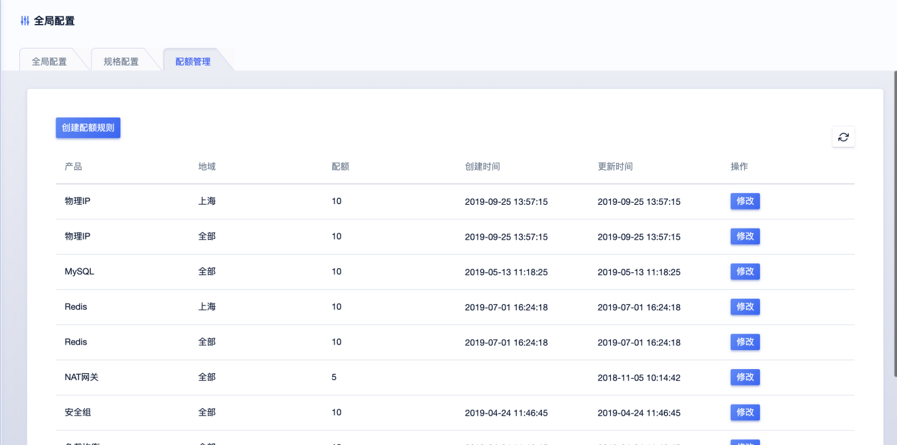 全局配置
全局配置 规格配置 配额管理
创建配额规则
产品 地域 配额 创建时间 更新时间 操作
物理IP 上海 10 2019-09-25 13:57:15 2019-09-25 13:57:15 修改
物理IP 全部 10 2019-09-25 13:57:15 2019-09-25 13:57:15 修改
MySQL 全部 10 2019-05-13 11:18:25 2019-05-13 11:18:25 修改
Redis 上海 10 2019-07-01 16:24:18 2019-07-01 16:24:18 修改
Redis 全部 10 2019-07-01 16:24:18 2019-07-01 16:24:18 修改
NAT网关 全部 5 2018-11-05 10:14:42 修改
安全组 全部 10 2019-04-24 11:46:45 2019-04-24 11:46:45 修改